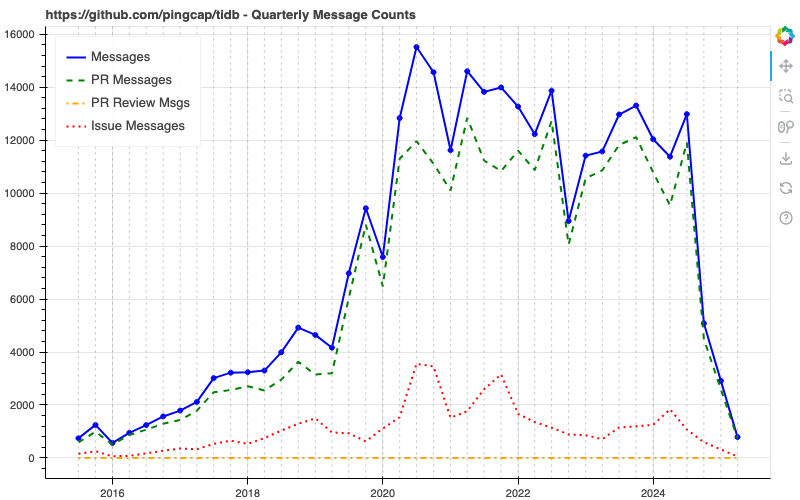 https://github.com/pingcap/tidb - Quarterly Message Counts
Messages
PR Messages
PR Review Msgs
Issue Messages
16000
14000
12000
10000
8000
6000
4000
2000
0
2016
2018
2020
2022
2024